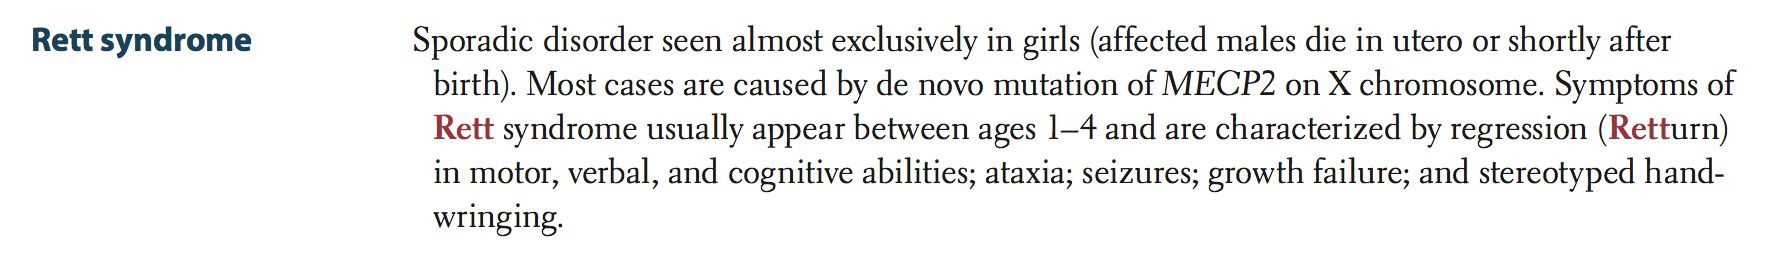 Rett syndrome Sporadic disorder seen almost exclusively in girls (affected males die in utero or shortly after
birth). Most cases are caused by de novo mutation of MECP2 on X chromosome. Symptoms of
Rett syndrome usually appear between ages 1–4 and are characterized by regression (Retturn)
in motor, verbal, and cognitive abilities; ataxia; seizures; growth failure; and stereotyped hand-
wringing.